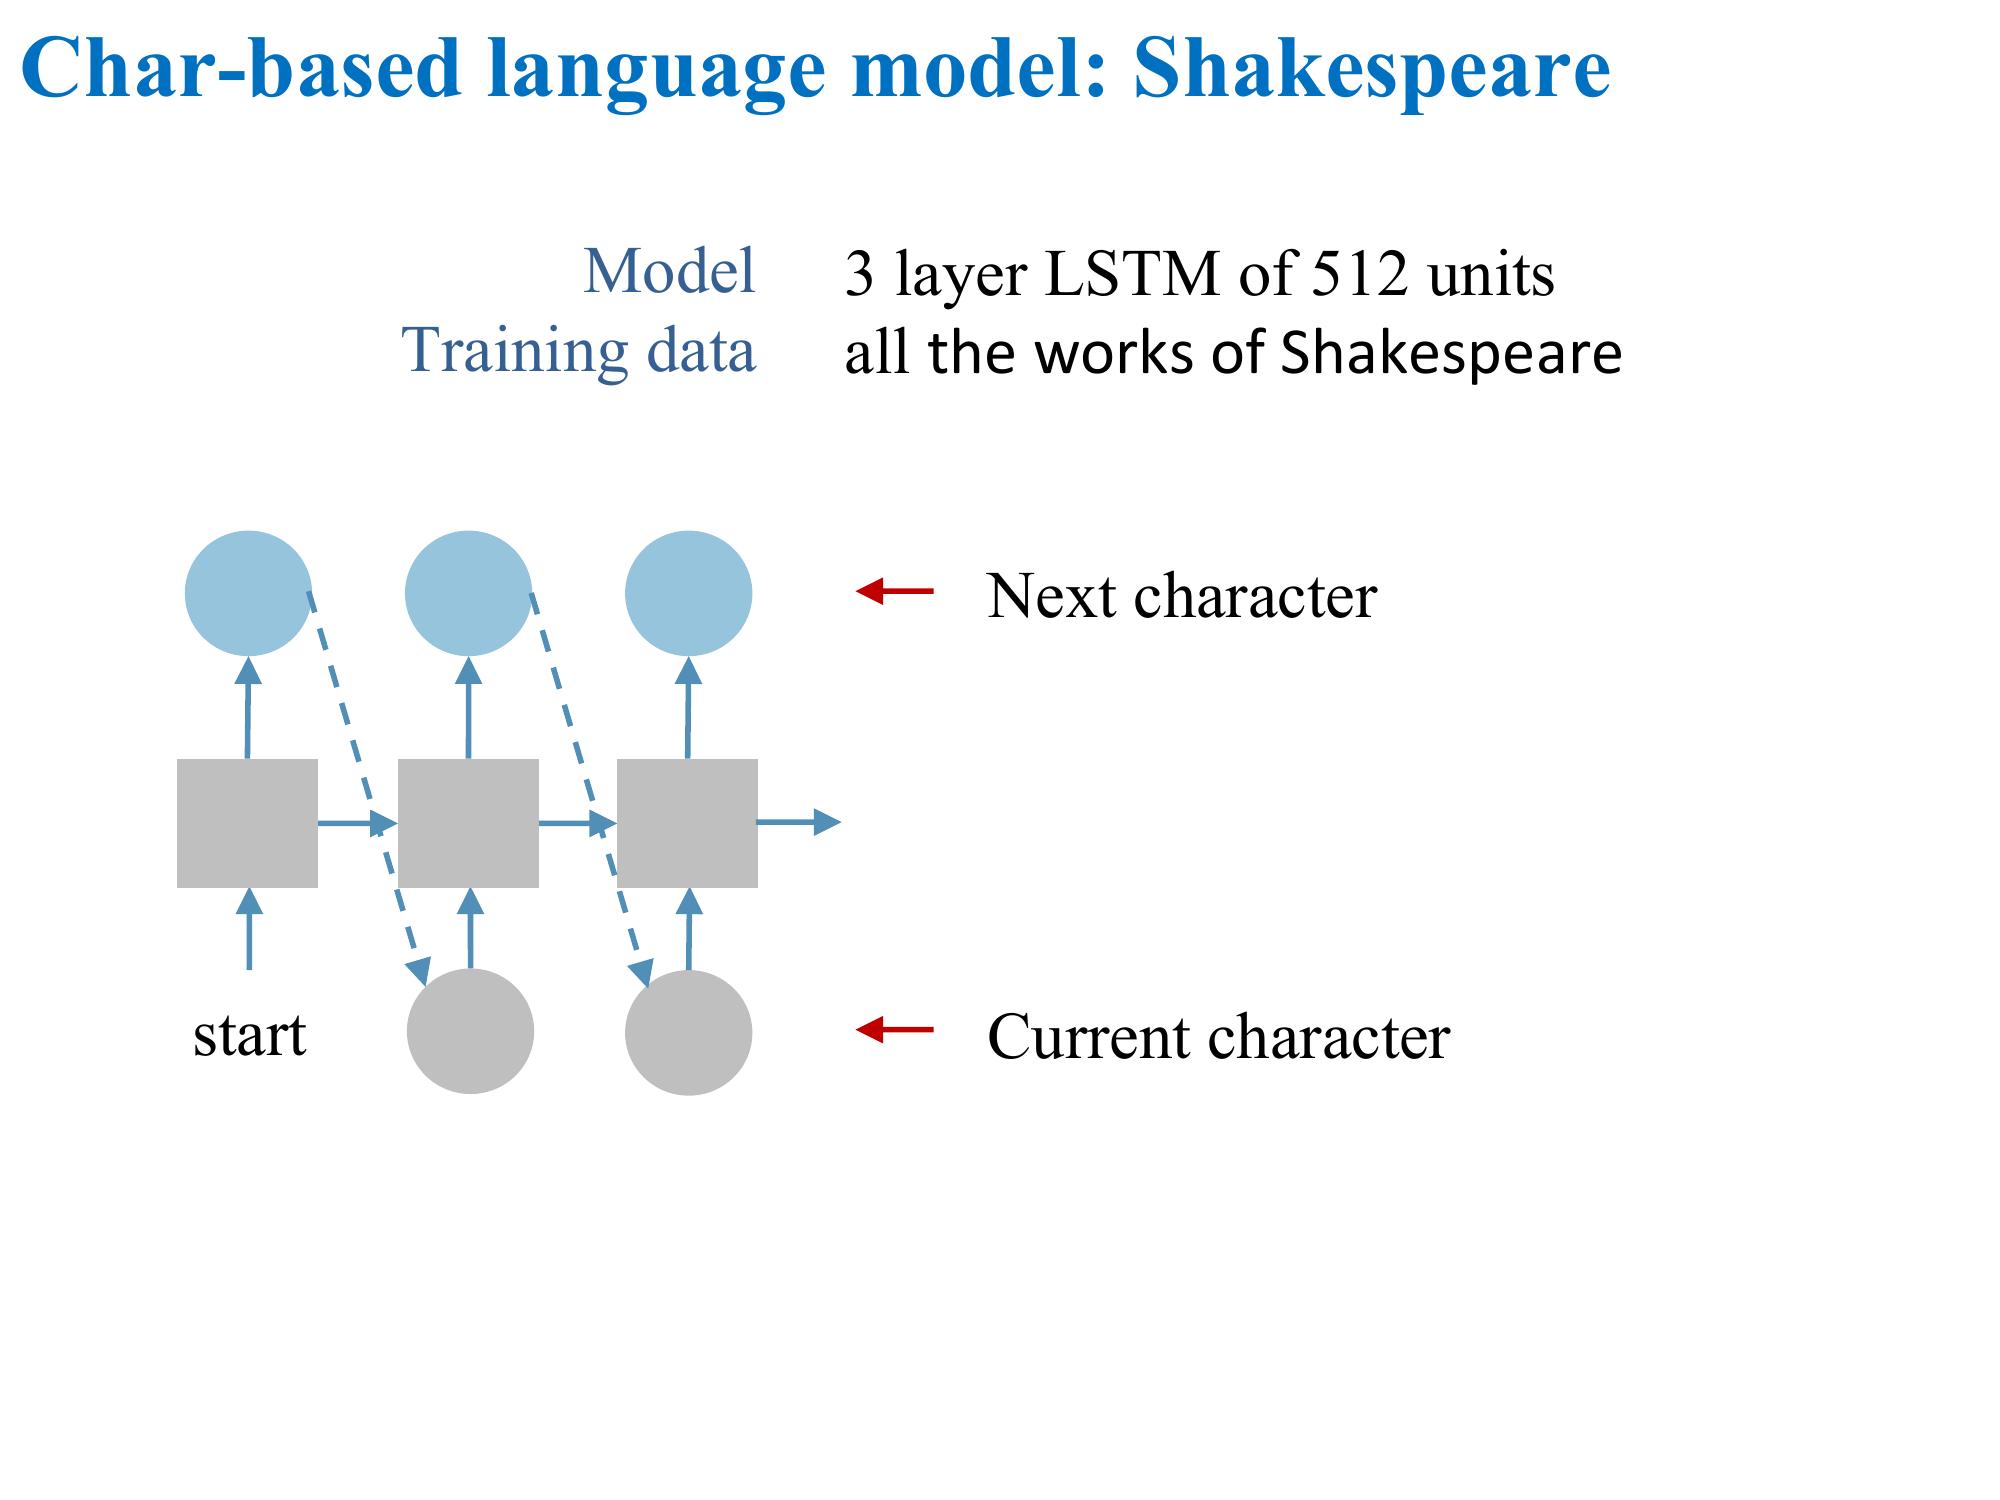 Char-based language model: Shakespeare
Model 3 layer LSTM of 512 units
Training data all the works of Shakespeare
Next character
start
Current character